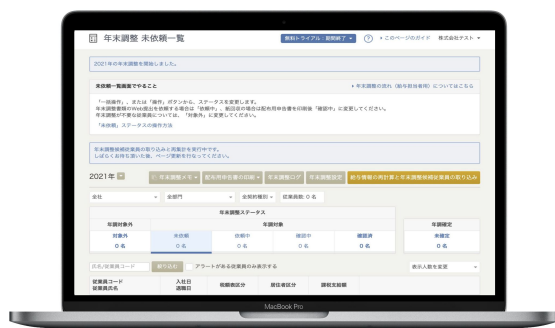 年末調整 未依頼一覧
無料トライアル：期間終了
?
このページのガイド
株式会社テスト
2021年の年末調整を開始しました。
未依頼一覧画面でやること
年末調整の流れ（給与担当者用）についてはこちら
「一括操作」、または「操作」ボタンから、ステータスを変更します。
年末調整書類のWeb提出を依頼する場合は「依頼中」、紙回収の場合は配布用申告書を印刷後「確認中」に変更してください。
年末調整が不要な従業員については、「対象外」に変更してください。
「未依頼」ステータスの操作方法
年末調整候補従業員の取り込みと再集計を実行中です。
しばらくお待ち頂いた後、ページ更新を行なってください。
2021年
年末調整メモ
配布用申告書の印刷
年末調整ログ
年末調整設定
給与情報の再計算と年末調整候補従業員の取り込み
全社
全部門
全契約種別
従業員数: 0 名
年末調整ステータス
年調対象外
年調対象
年調確定
対象外
未依頼
依頼中
確認中
確認済
未確定
0 名
0 名
0 名
0 名
0 名
0 名
氏名/従業員コード
絞り込む
アラートがある従業員のみ表示する
表示人数を変更
従業員コード
従業員氏名
入社日
退職日
税額表区分
居住者区分
課税支給額
MacBook Pro